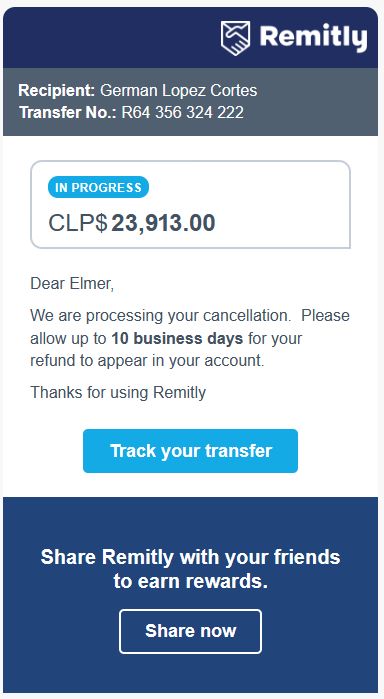 Remitly
Recipient: German Lopez Cortes
Transfer No.: R64 356 324 222
IN PROGRESS
CLP$ 23,913.00
Dear Elmer,
We are processing your cancellation.  Please
allow up to 10 business days for your
refund to appear in your account.
Thanks for using Remitly
Track your transfer
Share Remitly with your friends
to earn rewards.
Share now